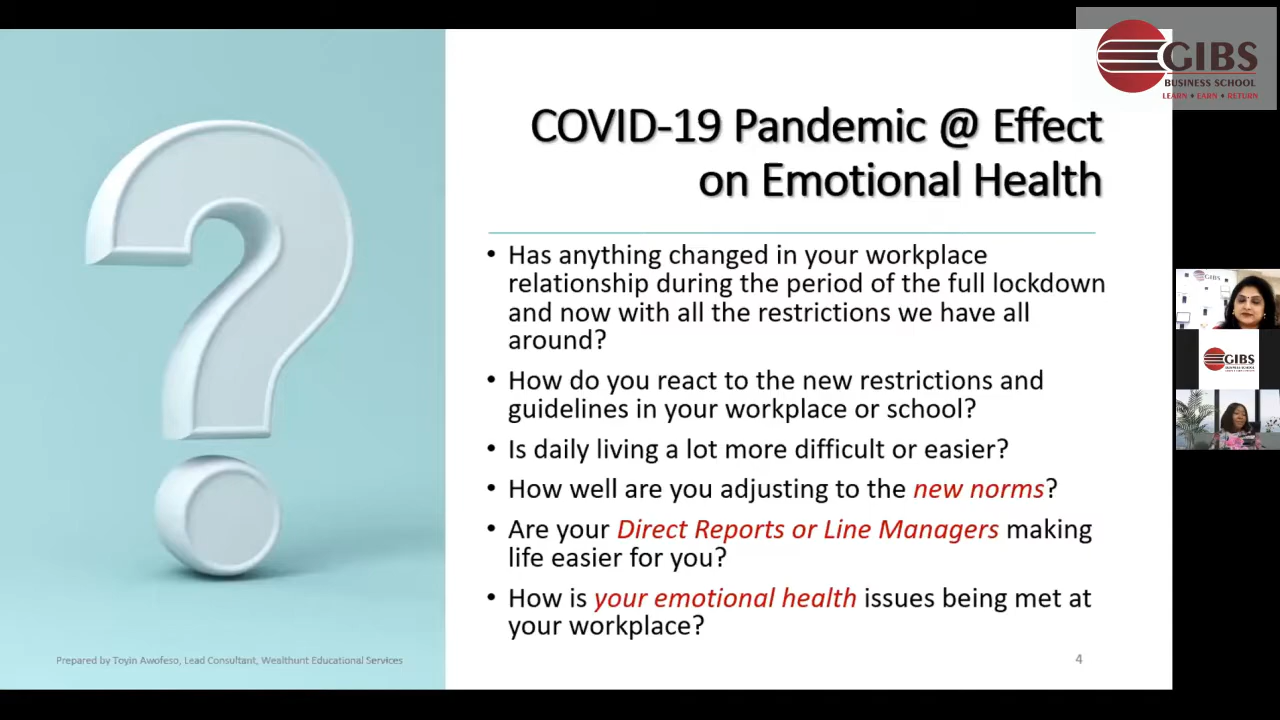 GIBS
BUSINESS SCHOOL
LEARN • EARN • RETURN
COVID-19 Pandemic @ Effect
on Emotional Health
• Has anything changed in your workplace
relationship during the period of the full lockdown
and now with all the restrictions we have all
around?
• How do you react to the new restrictions and
guidelines in your workplace or school?
• Is daily living a lot more difficult or easier?
• How well are you adjusting to the new norms?
• Are your Direct Reports or Line Managers making
life easier for you?
• How is your emotional health issues being met at
your workplace?
Prepared by Toyin Awofeso, Lead Consultant, Wealthunt Educational Services
4
GIBS
GIBS
BUSINESS SCHOOL